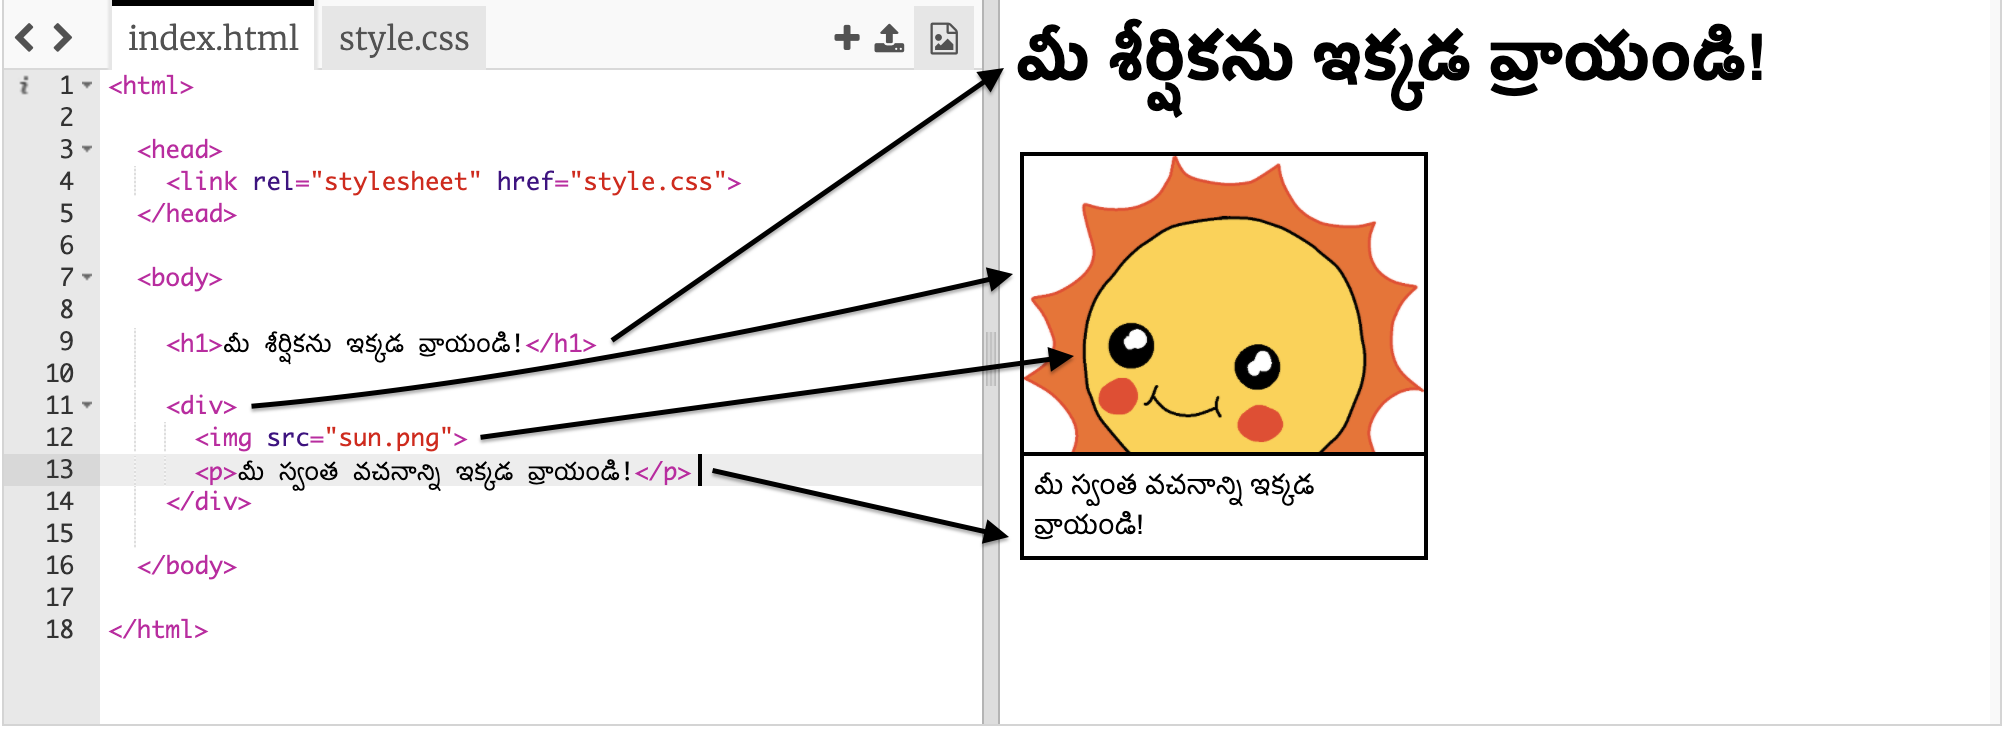 index.html style.css
i 1 <html>
2
3 <head>
4 <link rel="stylesheet" href="style.css">
5 </head>
6
7 <body>
8
9 <h1>మీ శీర్షికను ఇక్కడ వ్రాయండి!</h1>
10
11 <div>
12 <img src="sun.png">
13 <p>మీ స్వంత వచనాన్ని ఇక్కడ వ్రాయండి!</p>
14 </div>
15
16 </body>
17
18 </html>
మీ శీర్షికను ఇక్కడ వ్రాయండి!
మీ స్వంత వచనాన్ని ఇక్కడ
వ్రాయండి!